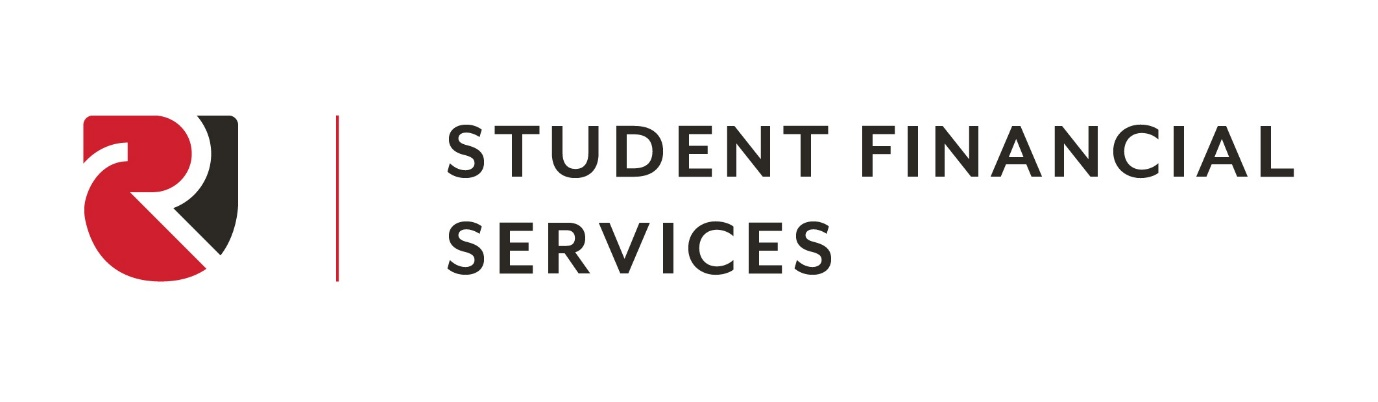 R
STUDENT FINANCIAL
SERVICES